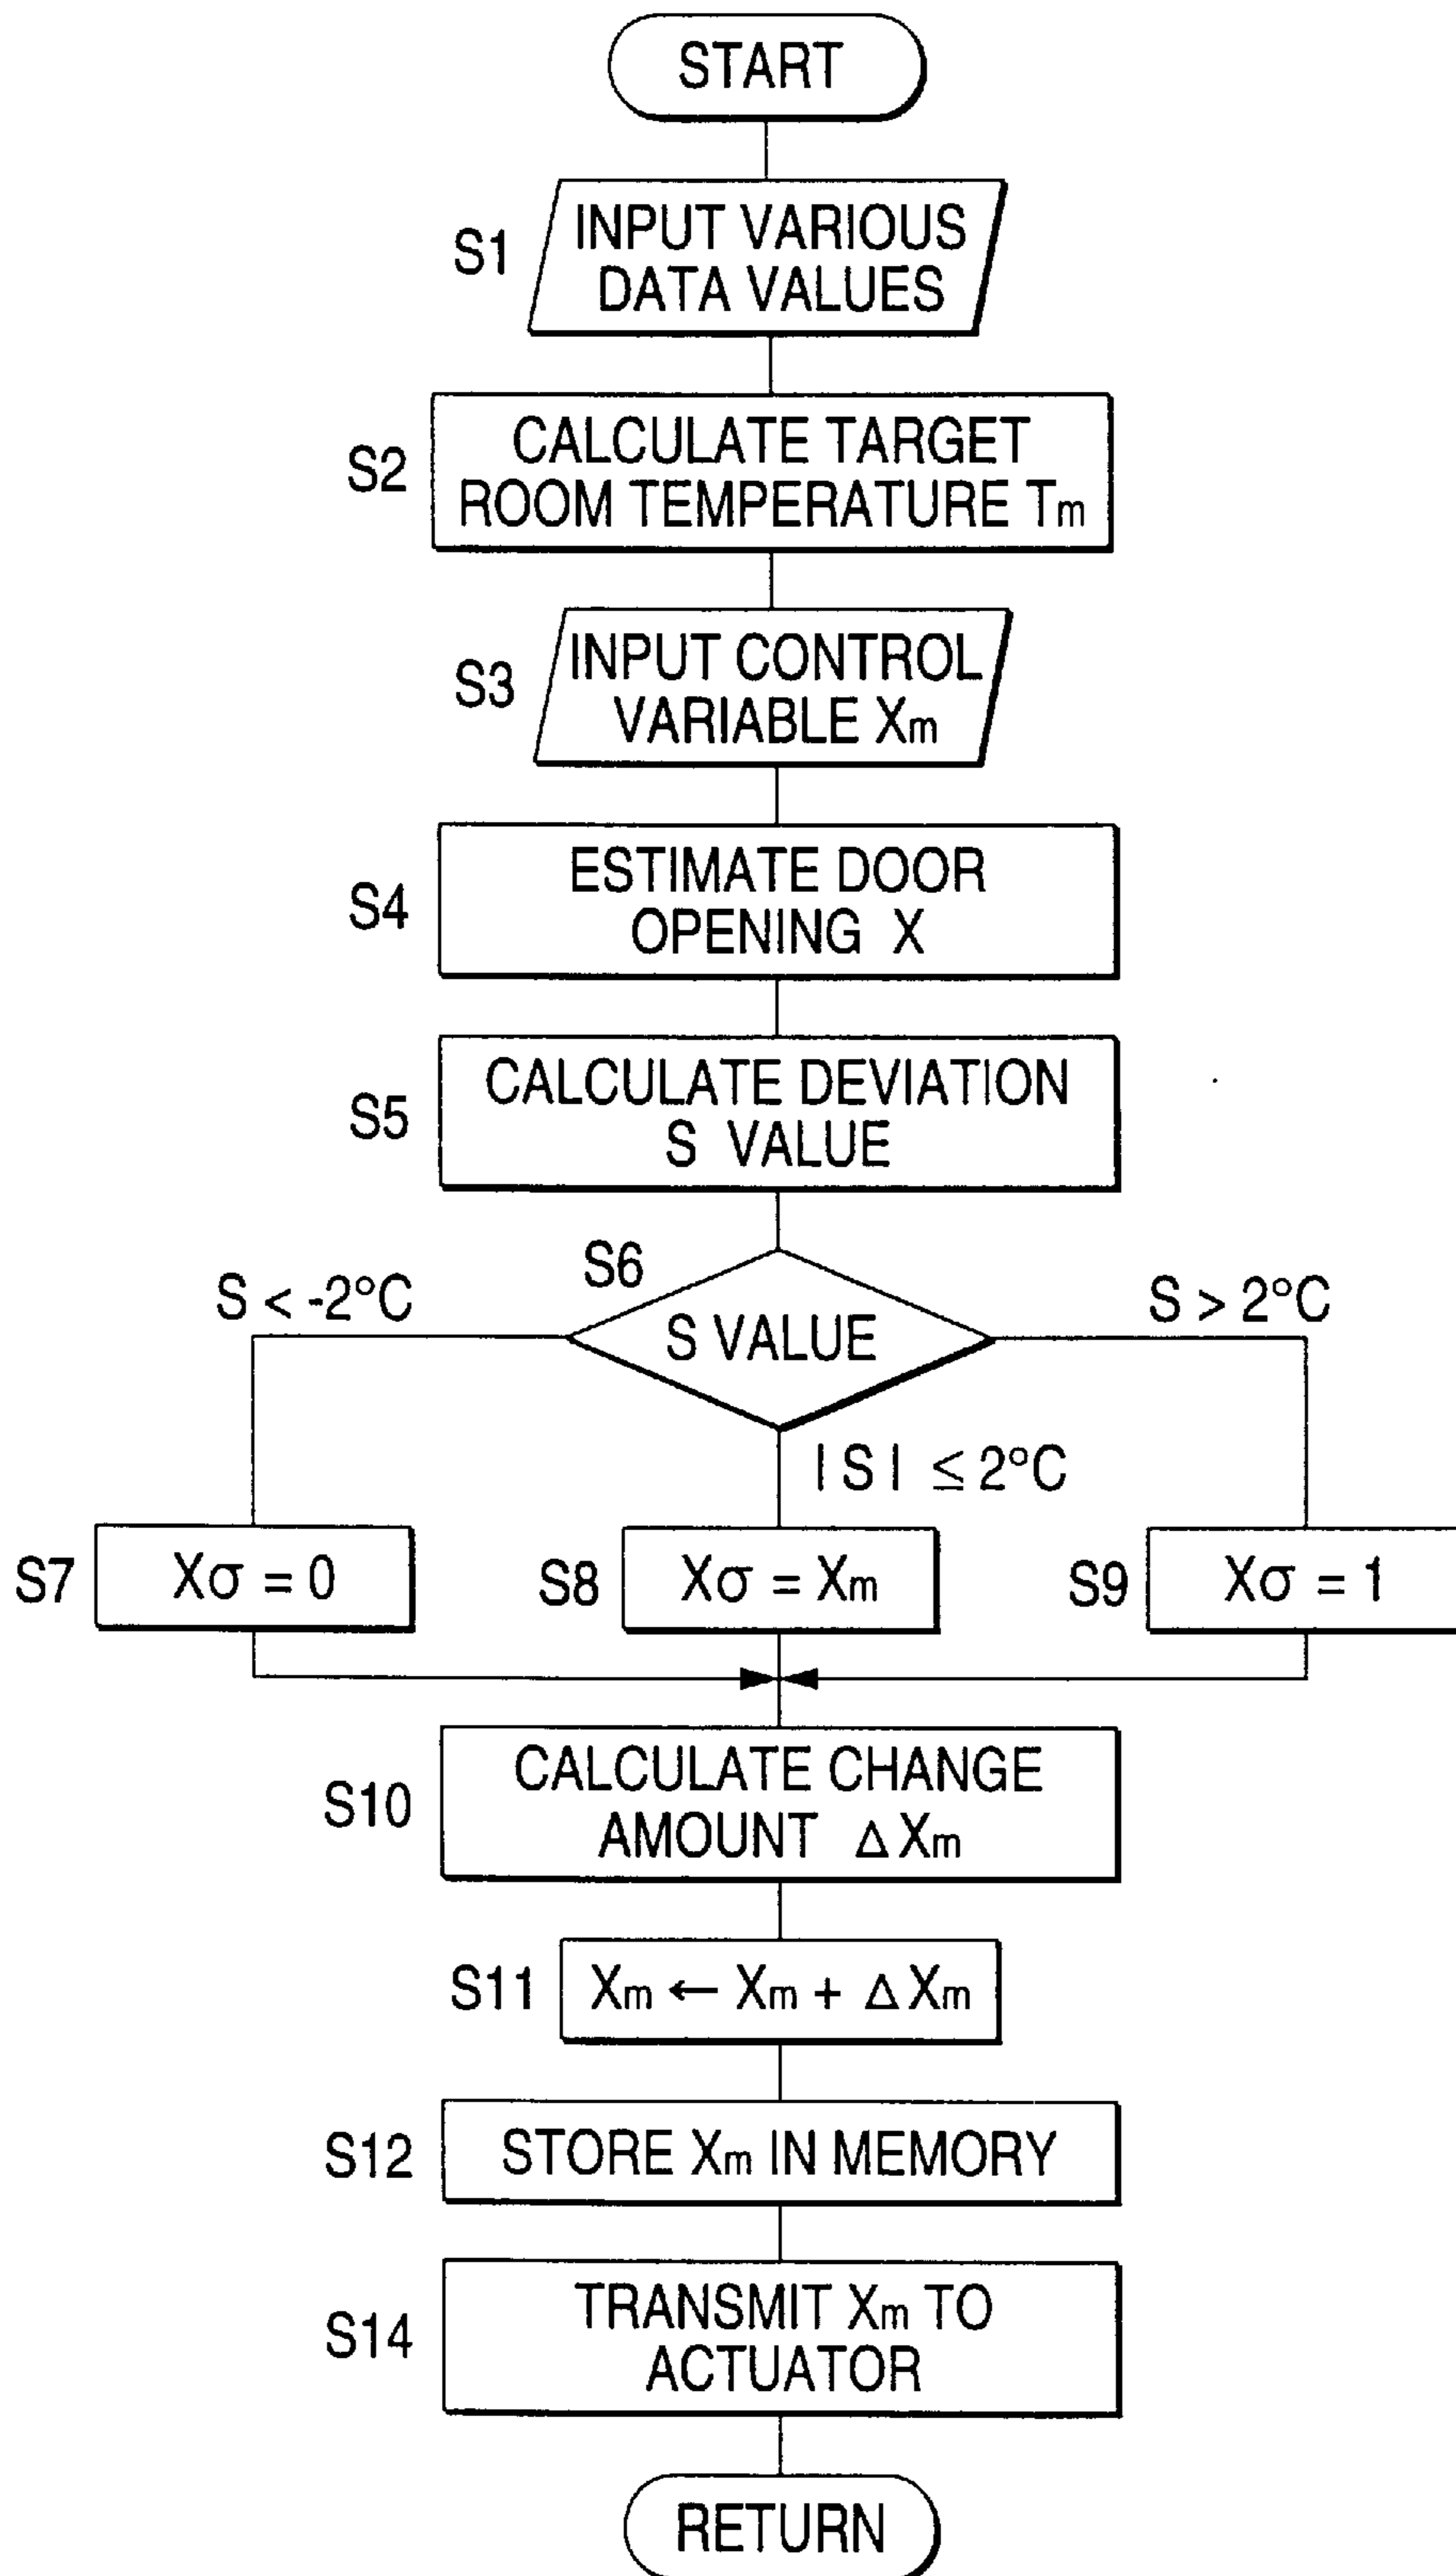 START
S1
INPUT VARIOUS
DATA VALUES
S2
CALCULATE TARGET
ROOM TEMPERATURE Tm
S3
INPUT CONTROL
VARIABLE Xm
S4
ESTIMATE DOOR
OPENING X
S5
CALCULATE DEVIATION
S VALUE
S6
S < -2°C
S VALUE
S > 2°C
| S | ≤ 2°C
S7
Xσ = 0
S8
Xσ = Xm
S9
Xσ = 1
S10
CALCULATE CHANGE
AMOUNT Δ Xm
S11
Xm ← Xm + Δ Xm
S12
STORE Xm IN MEMORY
S14
TRANSMIT Xm TO
ACTUATOR
RETURN